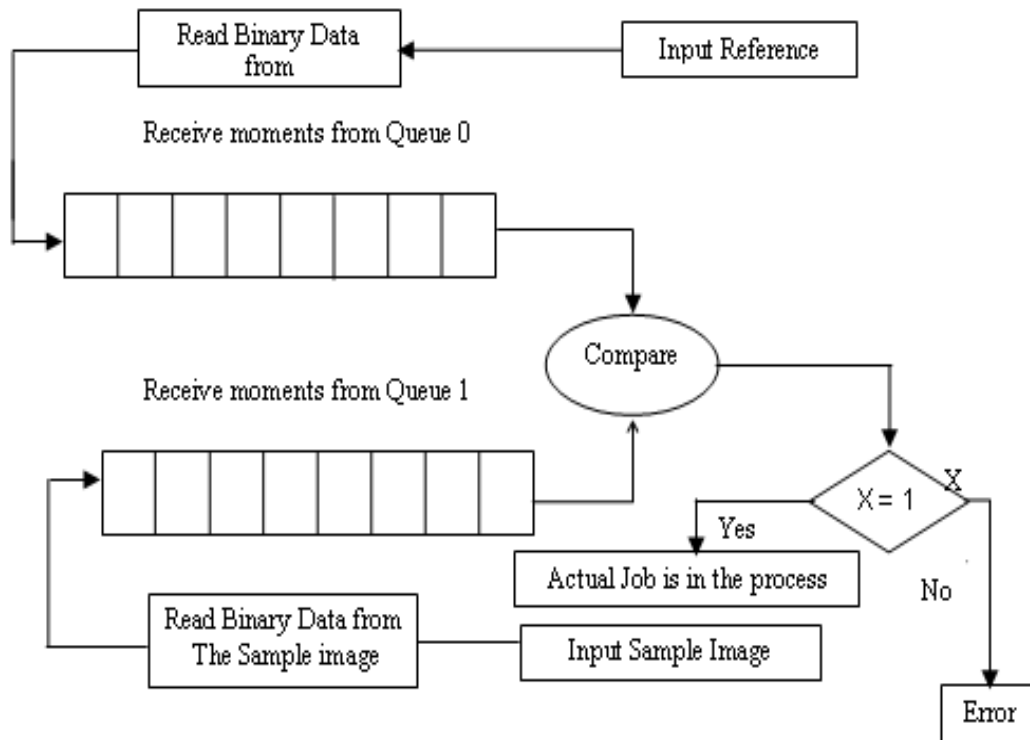 Read Binary Data
from
Input Reference
Receive moments from Queue 0
Compare
Receive moments from Queue 1
X
X = 1
Yes
Actual Job is in the process
No
Read Binary Data from
The Sample image
Input Sample Image
Error